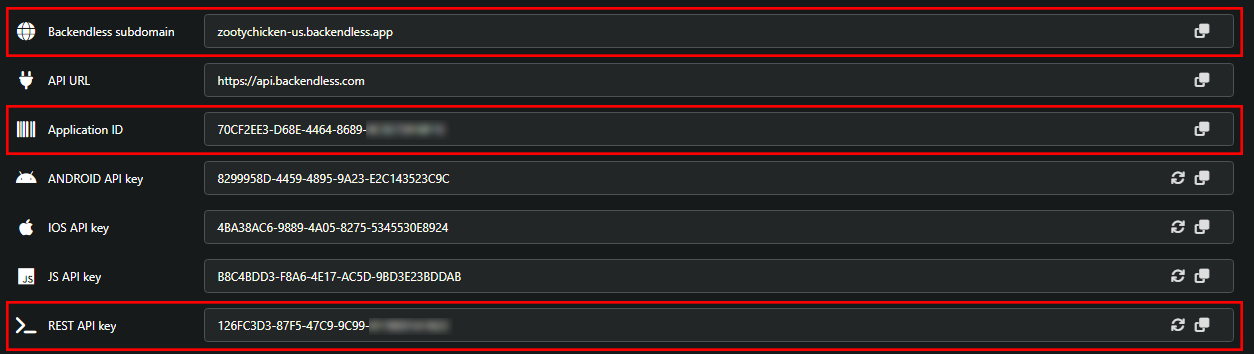 Backendless subdomain zootychicken-us.backendless.app
API URL https://api.backendless.com
Application ID 70CF2EE3-D68E-4464-8689-
ANDROID API key 8299958D-4459-4895-9A23-E2C143523C9C
IOS API key 4BA38AC6-9889-4A05-8275-5345530E8924
JS JS API key B8C4BDD3-F8A6-4E17-AC5D-9BD3E23BDDAB
REST API key 126FC3D3-87F5-47C9-9C99-